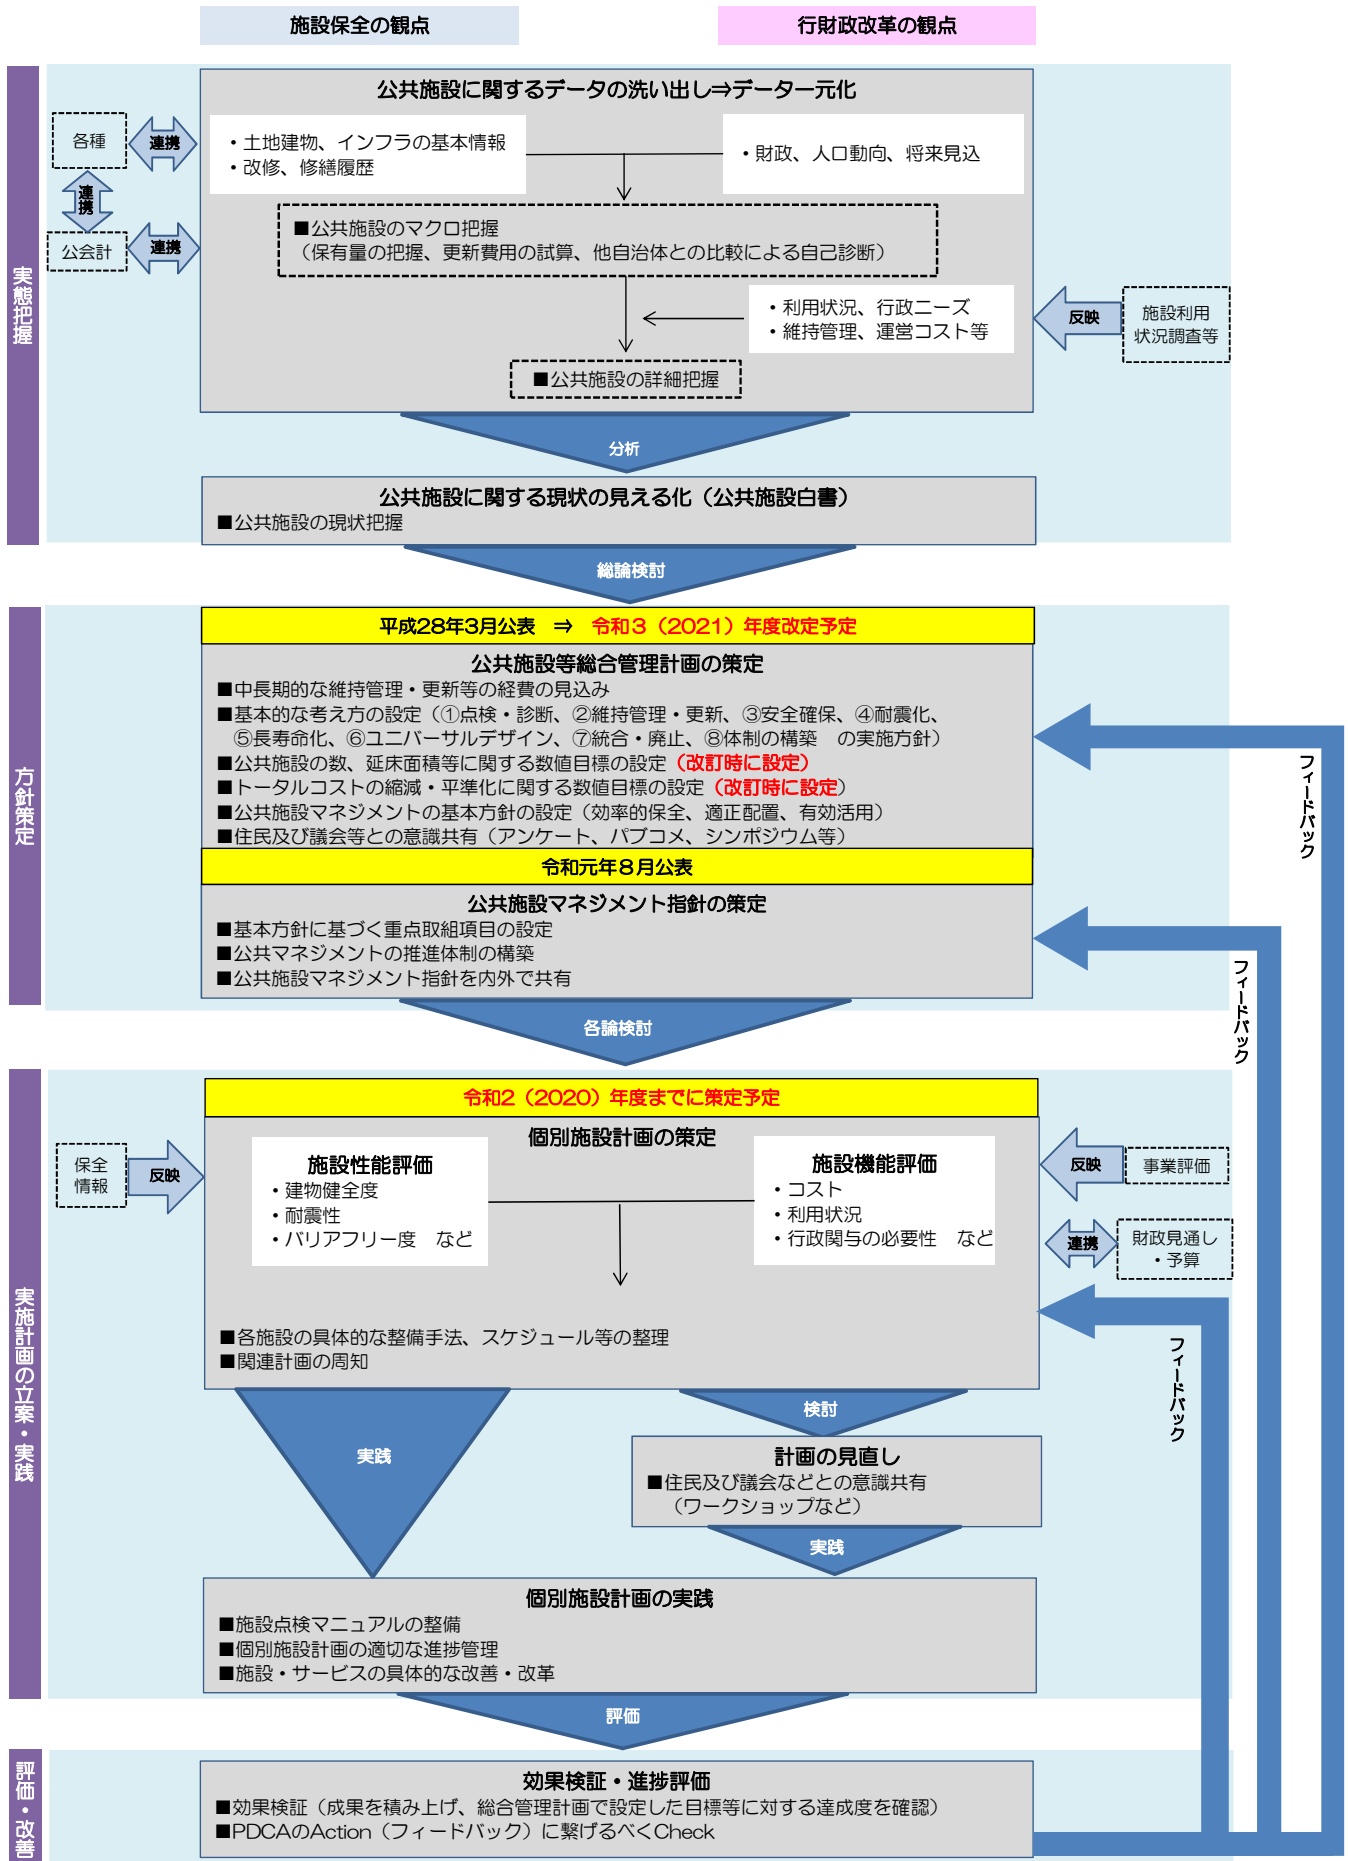 施設保全の観点
行財政改革の観点
実態把握
公共施設に関するデータの洗い出し⇒データ一元化
各種
連携
・土地建物、インフラの基本情報
・改修、修繕履歴
・財政、人口動向、将来見込
連携
公会計
連携
■公共施設のマクロ把握
（保有量の把握、更新費用の試算、他自治体との比較による自己診断）
・利用状況、行政ニーズ
・維持管理、運営コスト等
反映
施設利用
状況調査等
■公共施設の詳細把握
分析
公共施設に関する現状の見える化（公共施設白書）
■公共施設の現状把握
総論検討
方針策定
平成28年3月公表　⇒　令和３（2021）年度改定予定
公共施設等総合管理計画の策定
■中長期的な維持管理・更新等の経費の見込み
■基本的な考え方の設定（①点検・診断、②維持管理・更新、③安全確保、④耐震化、
⑤長寿命化、⑥ユニバーサルデザイン、⑦統合・廃止、⑧体制の構築　の実施方針）
■公共施設の数、延床面積等に関する数値目標の設定（改訂時に設定）
■トータルコストの縮減・平準化に関する数値目標の設定（改訂時に設定）
■公共施設マネジメントの基本方針の設定（効率的保全、適正配置、有効活用）
■住民及び議会等との意識共有（アンケート、パブコメ、シンポジウム等）
フィードバック
令和元年８月公表
公共施設マネジメント指針の策定
■基本方針に基づく重点取組項目の設定
■公共マネジメントの推進体制の構築
■公共施設マネジメント指針を内外で共有
フィードバック
各論検討
実施計画の立案・実践
令和2（2020）年度までに策定予定
個別施設計画の策定
保全
情報
反映
施設性能評価
・建物健全度
・耐震性
・バリアフリー度　など
施設機能評価
・コスト
・利用状況
・行政関与の必要性　など
反映
事業評価
連携
財政見通し
・予算
■各施設の具体的な整備手法、スケジュール等の整理
■関連計画の周知
フィードバック
実践
検討
計画の見直し
■住民及び議会などとの意識共有
（ワークショップなど）
実践
個別施設計画の実践
■施設点検マニュアルの整備
■個別施設計画の適切な進捗管理
■施設・サービスの具体的な改善・改革
評価
評価・改善
効果検証・進捗評価
■効果検証（成果を積み上げ、総合管理計画で設定した目標等に対する達成度を確認）
■PDCAのAction（フィードバック）に繋げるべくCheck